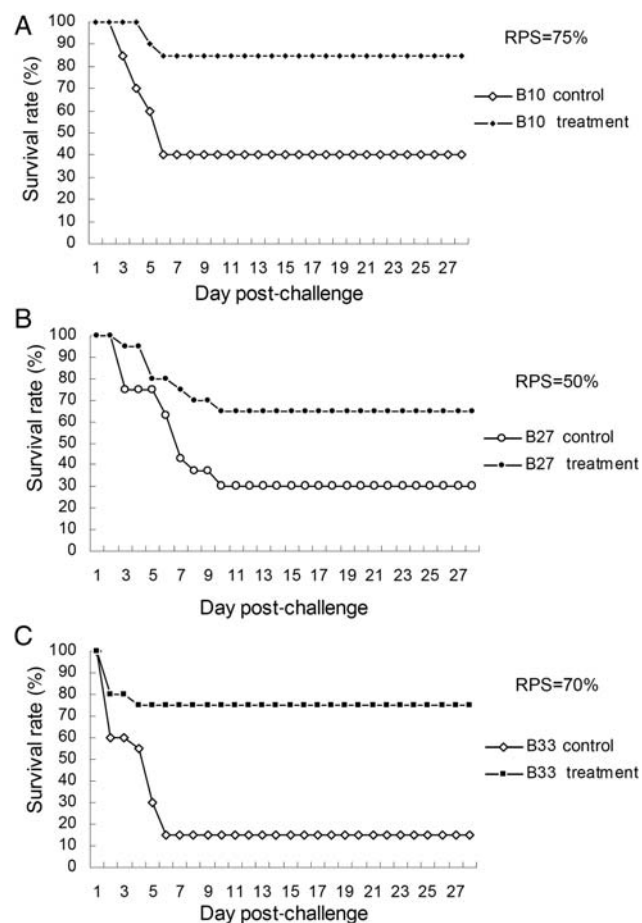 A
Survival rate (%)
100
90
80
70
60
50
40
30
20
10
0
1 3 5 7 9 11 13 15 17 19 21 23 25 27
Day post-challenge
RPS=75%
B10 control
B10 treatment
B
Survival rate (%)
100
90
80
70
60
50
40
30
20
10
0
1 3 5 7 9 11 13 15 17 19 21 23 25 27
Day post-challenge
RPS=50%
B27 control
B27 treatment
C
Survival rate (%)
100
90
80
70
60
50
40
30
20
10
0
1 3 5 7 9 11 13 15 17 19 21 23 25 27
Day post-challenge
RPS=70%
B33 control
B33 treatment